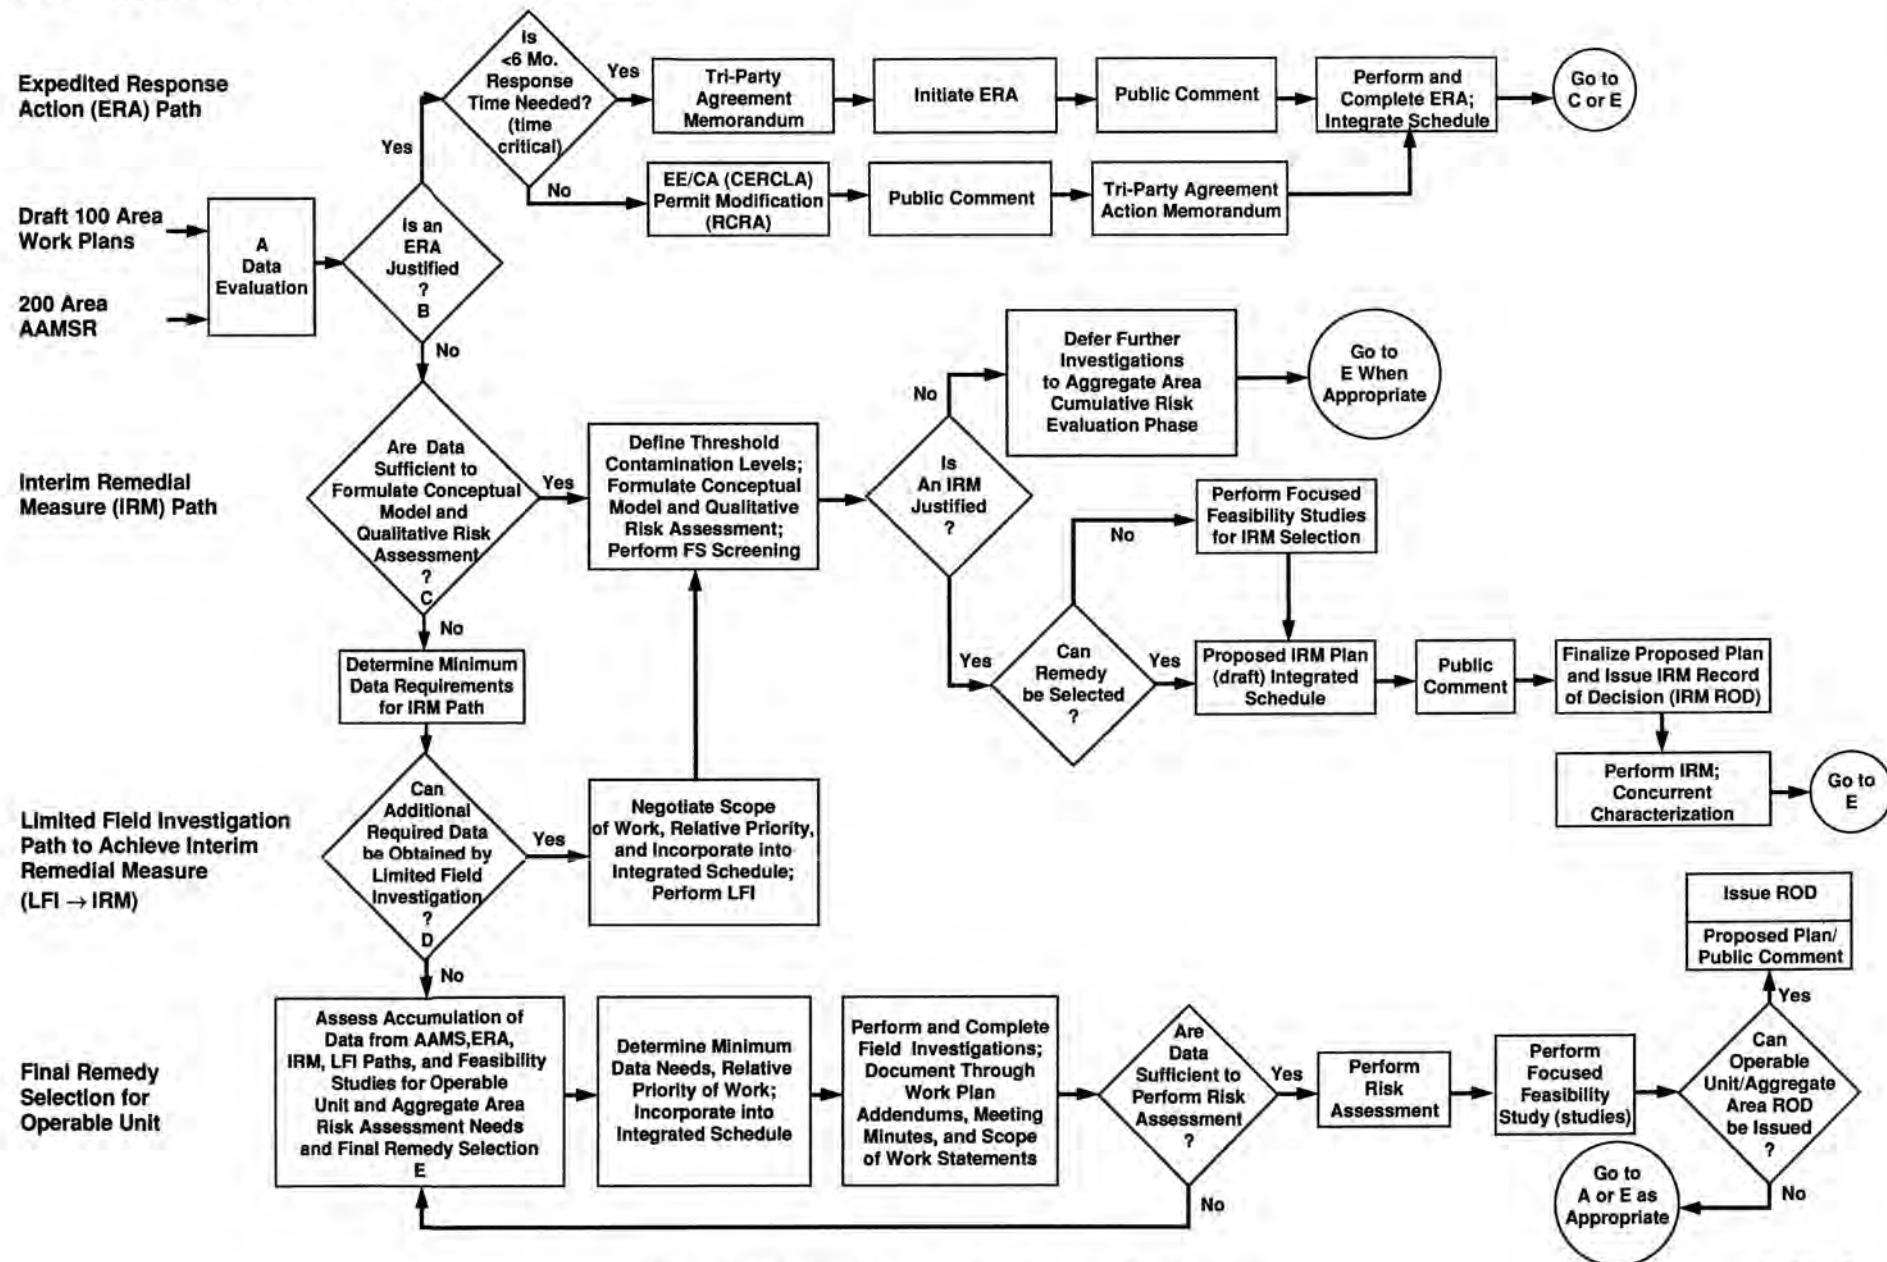 Expedited Response
Action (ERA) Path
Is
<6 Mo.
Response
Time Needed?
(time
critical)
Yes
Tri-Party
Agreement
Memorandum
Initiate ERA
Public Comment
Perform and
Complete ERA;
Integrate Schedule
Go to
C or E
Yes
No
EE/CA (CERCLA)
Permit Modification
(RCRA)
Public Comment
Tri-Party Agreement
Action Memorandum
Draft 100 Area
Work Plans
200 Area
AAMSR
A
Data
Evaluation
Is an
ERA
Justified
?
B
No
Interim Remedial
Measure (IRM) Path
Are Data
Sufficient to
Formulate Conceptual
Model and
Qualitative Risk
Assessment
?
C
Yes
Define Threshold
Contamination Levels;
Formulate Conceptual
Model and Qualitative
Risk Assessment;
Perform FS Screening
Is
An IRM
Justified
?
No
Defer Further
Investigations
to Aggregate Area
Cumulative Risk
Evaluation Phase
Go to
E When
Appropriate
Yes
Can
Remedy
be Selected
?
No
Perform Focused
Feasibility Studies
for IRM Selection
Yes
Proposed IRM Plan
(draft) Integrated
Schedule
Public
Comment
Finalize Proposed Plan
and Issue IRM Record
of Decision (IRM ROD)
Perform IRM;
Concurrent
Characterization
Go to
E
No
Determine Minimum
Data Requirements
for IRM Path
Limited Field Investigation
Path to Achieve Interim
Remedial Measure
(LFI → IRM)
Can
Additional
Required Data
be Obtained by
Limited Field
Investigation
?
D
Yes
Negotiate Scope
of Work, Relative Priority,
and Incorporate into
Integrated Schedule;
Perform LFI
No
Final Remedy
Selection for
Operable Unit
Assess Accumulation of
Data from AAMS,ERA,
IRM, LFI Paths, and Feasibility
Studies for Operable
Unit and Aggregate Area
Risk Assessment Needs
and Final Remedy Selection
E
Determine Minimum
Data Needs, Relative
Priority of Work;
Incorporate into
Integrated Schedule
Perform and Complete
Field Investigations;
Document Through
Work Plan
Addendums, Meeting
Minutes, and Scope
of Work Statements
Are
Data
Sufficient to
Perform Risk
Assessment
?
Yes
No
Perform
Risk
Assessment
Perform
Focused
Feasibility
Study (studies)
Can
Operable
Unit/Aggregate
Area ROD
be Issued
?
Yes
Issue ROD
Proposed Plan/
Public Comment
No
Go to
A or E as
Appropriate